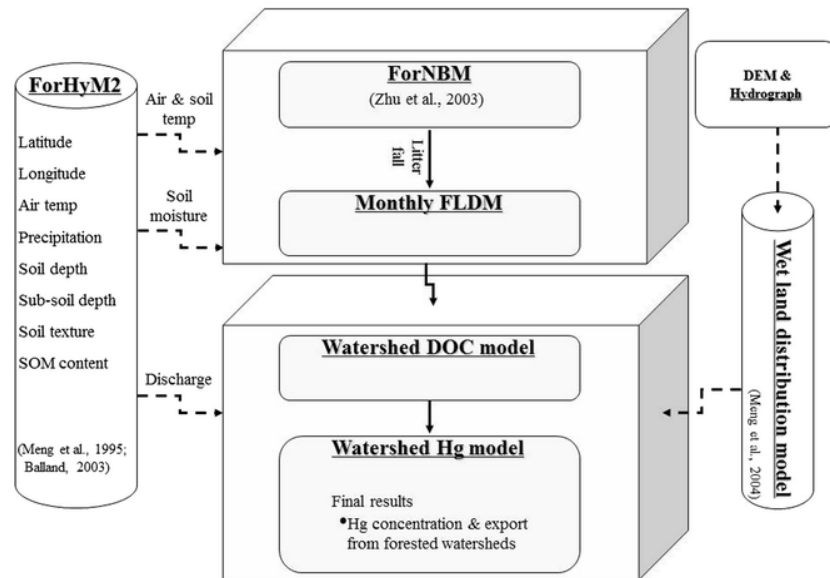 ForHyM2
Latitude
Longitude
Air temp
Precipitation
Soil depth
Sub-soil depth
Soil texture
SOM content
(Meng et al., 1995;
Balland, 2003)
Air & soil
temp
Soil
moisture
Discharge
ForNBM
(Zhu et al., 2003)
Litter
fall
Monthly FLDM
Watershed DOC model
Watershed Hg model
Final results
•Hg concentration & export
from forested watersheds
DEM &
Hydrograph
Wet land distribution model
(Meng et al., 2004)